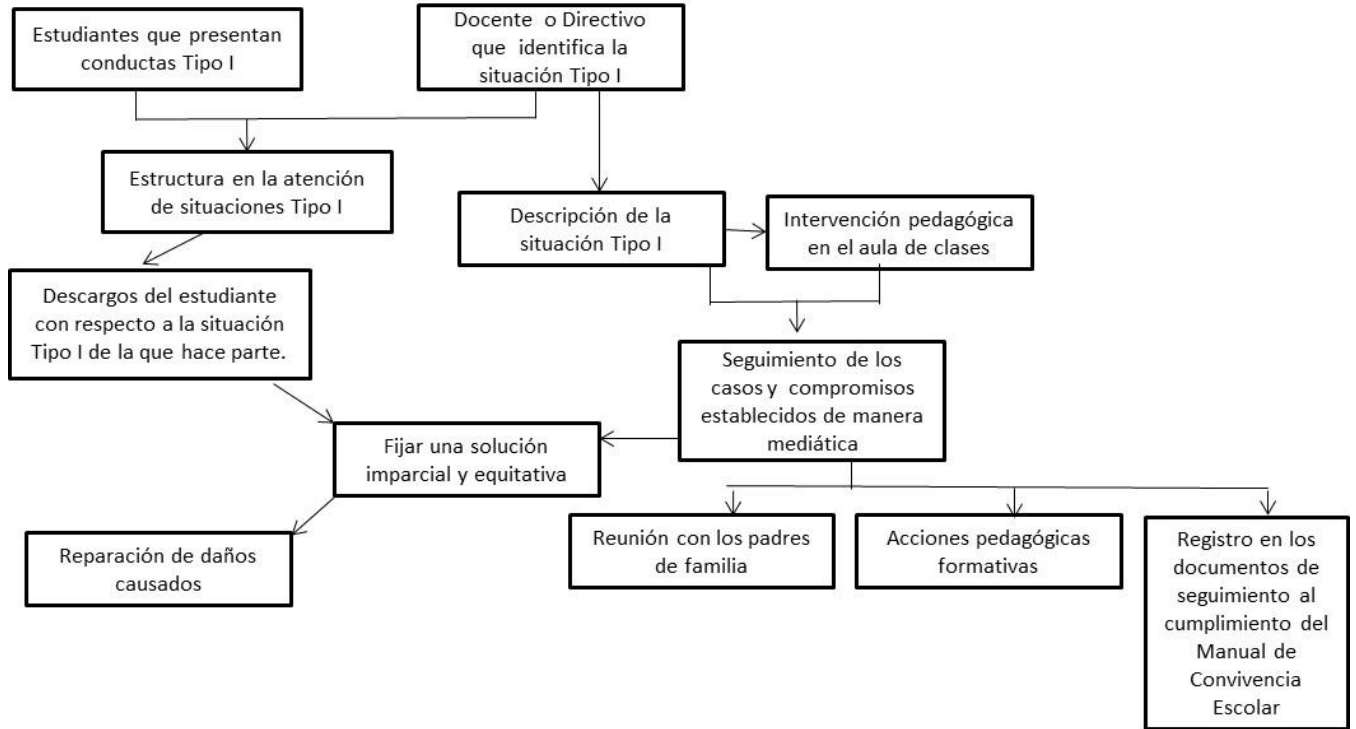 Estudiantes que presentan
conductas Tipo I
Docente o Directivo
que identifica la
situación Tipo I
Estructura en la atención
de situaciones Tipo I
Descripción de la
situación Tipo I
Intervención pedagógica
en el aula de clases
Descargos del estudiante
con respecto a la situación
Tipo I de la que hace parte.
Seguimiento de los
casos y compromisos
establecidos de manera
mediática
Fijar una solución
imparcial y equitativa
Reparación de daños
causados
Reunión con los padres
de familia
Acciones pedagógicas
formativas
Registro en los
documentos de
seguimiento al
cumplimiento del
Manual de
Convivencia
Escolar